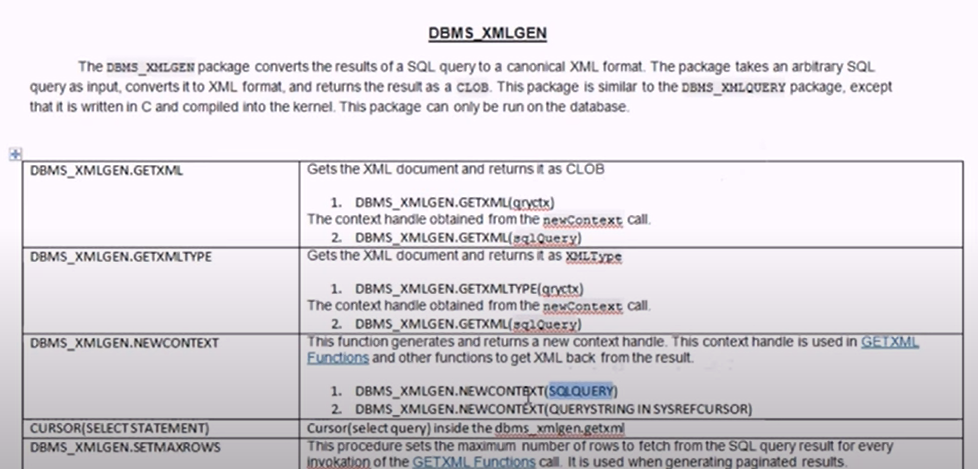 DBMS_XMLGEN
The DBMS_XMLGEN package converts the results of a SQL query to a canonical XML format. The package takes an arbitrary SQL
query as input, converts it to XML format, and returns the result as a CLOB. This package is similar to the DBMS_XMLQUERY package, except
that it is written in C and compiled into the kernel. This package can only be run on the database.
DBMS_XMLGEN.GETXML
Gets the XML document and returns it as CLOB
1. DBMS_XMLGEN.GETXML(qryctx)
The context handle obtained from the newContext call.
2. DBMS_XMLGEN.GETXML(sqlQuery)
DBMS_XMLGEN.GETXMLTYPE
Gets the XML document and returns it as XMLType
1. DBMS_XMLGEN.GETXMLTYPE(qryctx)
The context handle obtained from the newContext call.
2. DBMS_XMLGEN.GETXML(sqlQuery)
DBMS_XMLGEN.NEWCONTEXT
This function generates and returns a new context handle. This context handle is used in GETXML
Functions and other functions to get XML back from the result.
1. DBMS_XMLGEN.NEWCONTEXT(SQLQUERY)
2. DBMS_XMLGEN.NEWCONTEXT(QUERYSTRING IN SYSREFCURSOR)
CURSOR(SELECT STATEMENT)
Cursor(select query) inside the dbms_xmlgen.getxml
DBMS_XMLGEN.SETMAXROWS
This procedure sets the maximum number of rows to fetch from the SQL query result for every
invokation of the GETXML Functions call. It is used when generating paginated results.